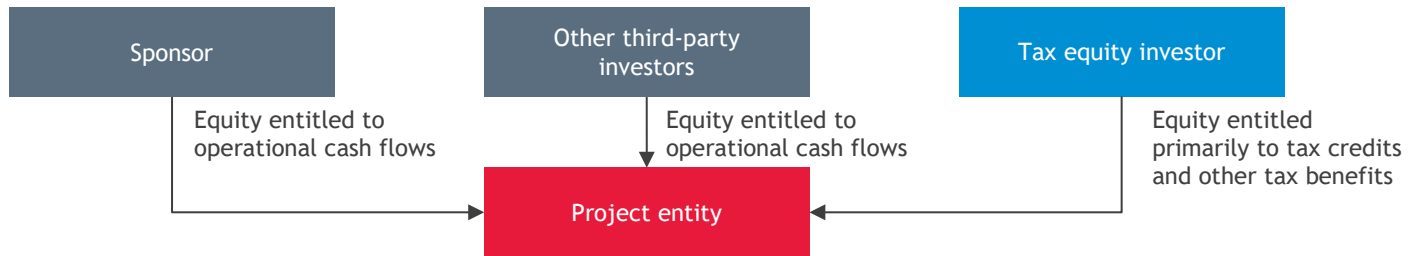 Sponsor
Other third-party
investors
Tax equity investor
Equity entitled to
operational cash flows
Equity entitled to
operational cash flows
Equity entitled
primarily to tax credits
and other tax benefits
Project entity